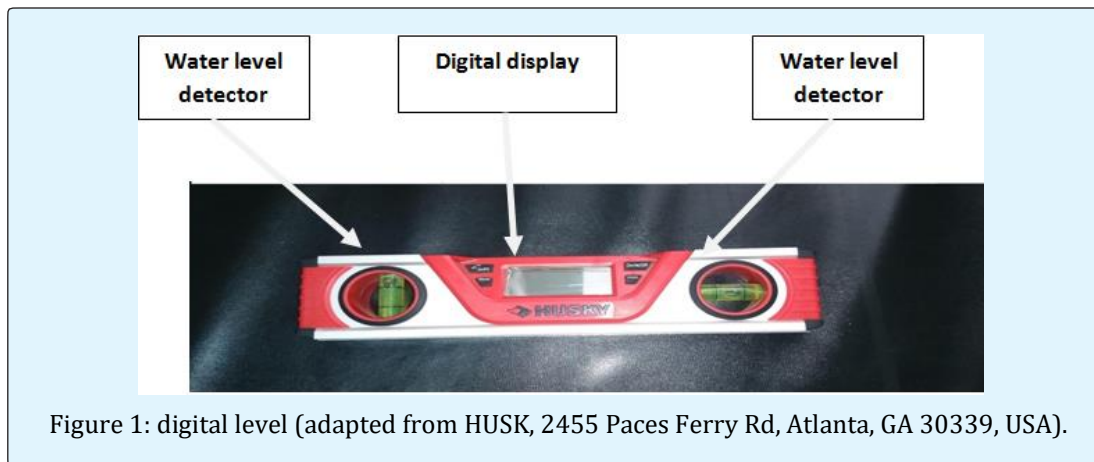 Water level
detector
Digital display
Water level
detector
HUSKY
Figure 1: digital level (adapted from HUSK, 2455 Paces Ferry Rd, Atlanta, GA 30339, USA).